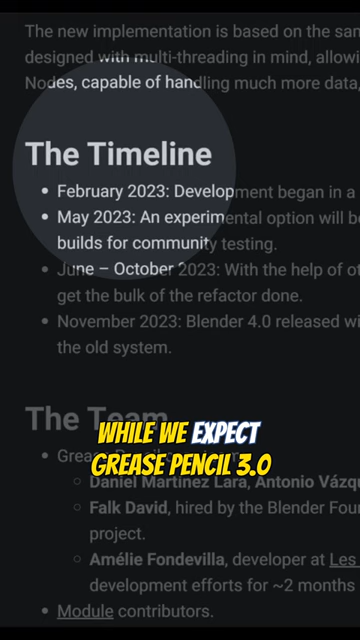 The new implementation is based on the sam
designed with multi-threading in mind, allowi
Nodes, capable of handling much more data,
The Timeline
• February 2023: Development began in a
• May 2023: An experimental option will b
builds for community testing.
• June – October 2023: With the help of ot
get the bulk of the refactor done.
• November 2023: Blender 4.0 released wi
the old system.
The Team
WHILE WE EXPECT
GREASE PENCIL 3.0
• Grease
Daniel Martinez Lara, Antonio Vázqu
Falk David, hired by the Blender Foun
project.
Amélie Fondevilla, developer at Les
development efforts for ~2 months
• Module contributors.